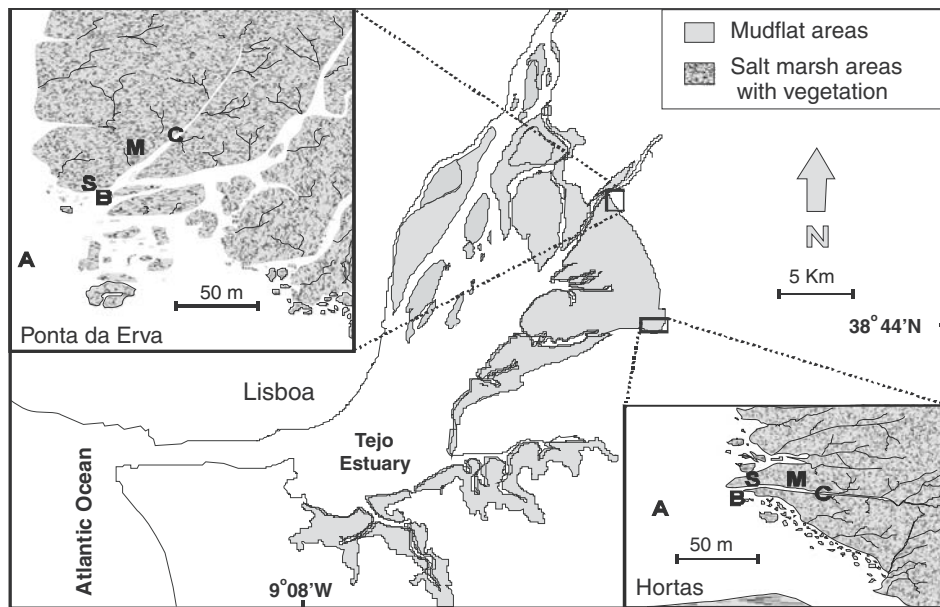 Mudflat areas
Salt marsh areas
with vegetation
C
M
S
B
A
50 m
Ponta da Erva
N
5 Km
38°44'N
Lisboa
Tejo
Estuary
Atlantic Ocean
9°08'W
S
M
B
C
A
50 m
Hortas